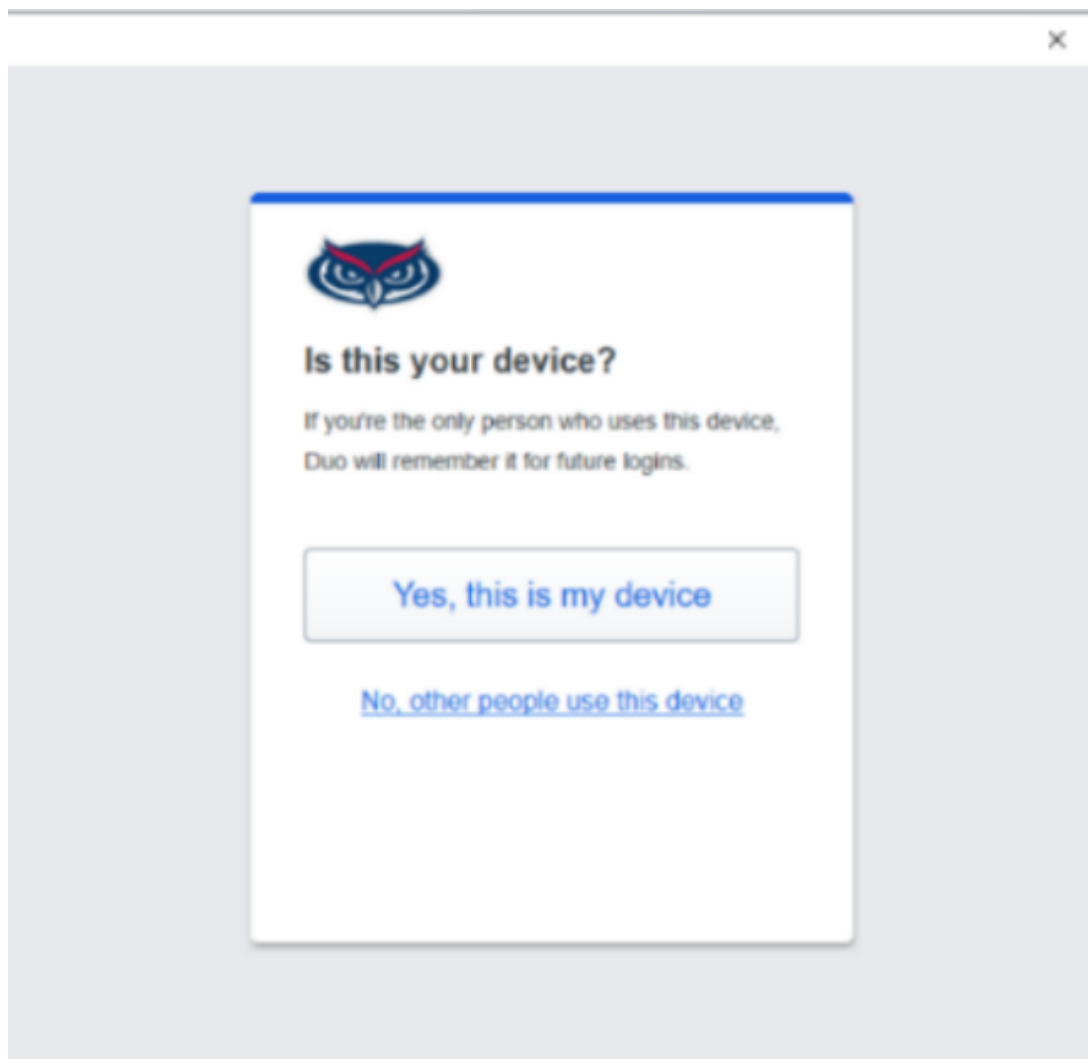 Is this your device?
If you're the only person who uses this device,
Duo will remember it for future logins.
Yes, this is my device
No, other people use this device